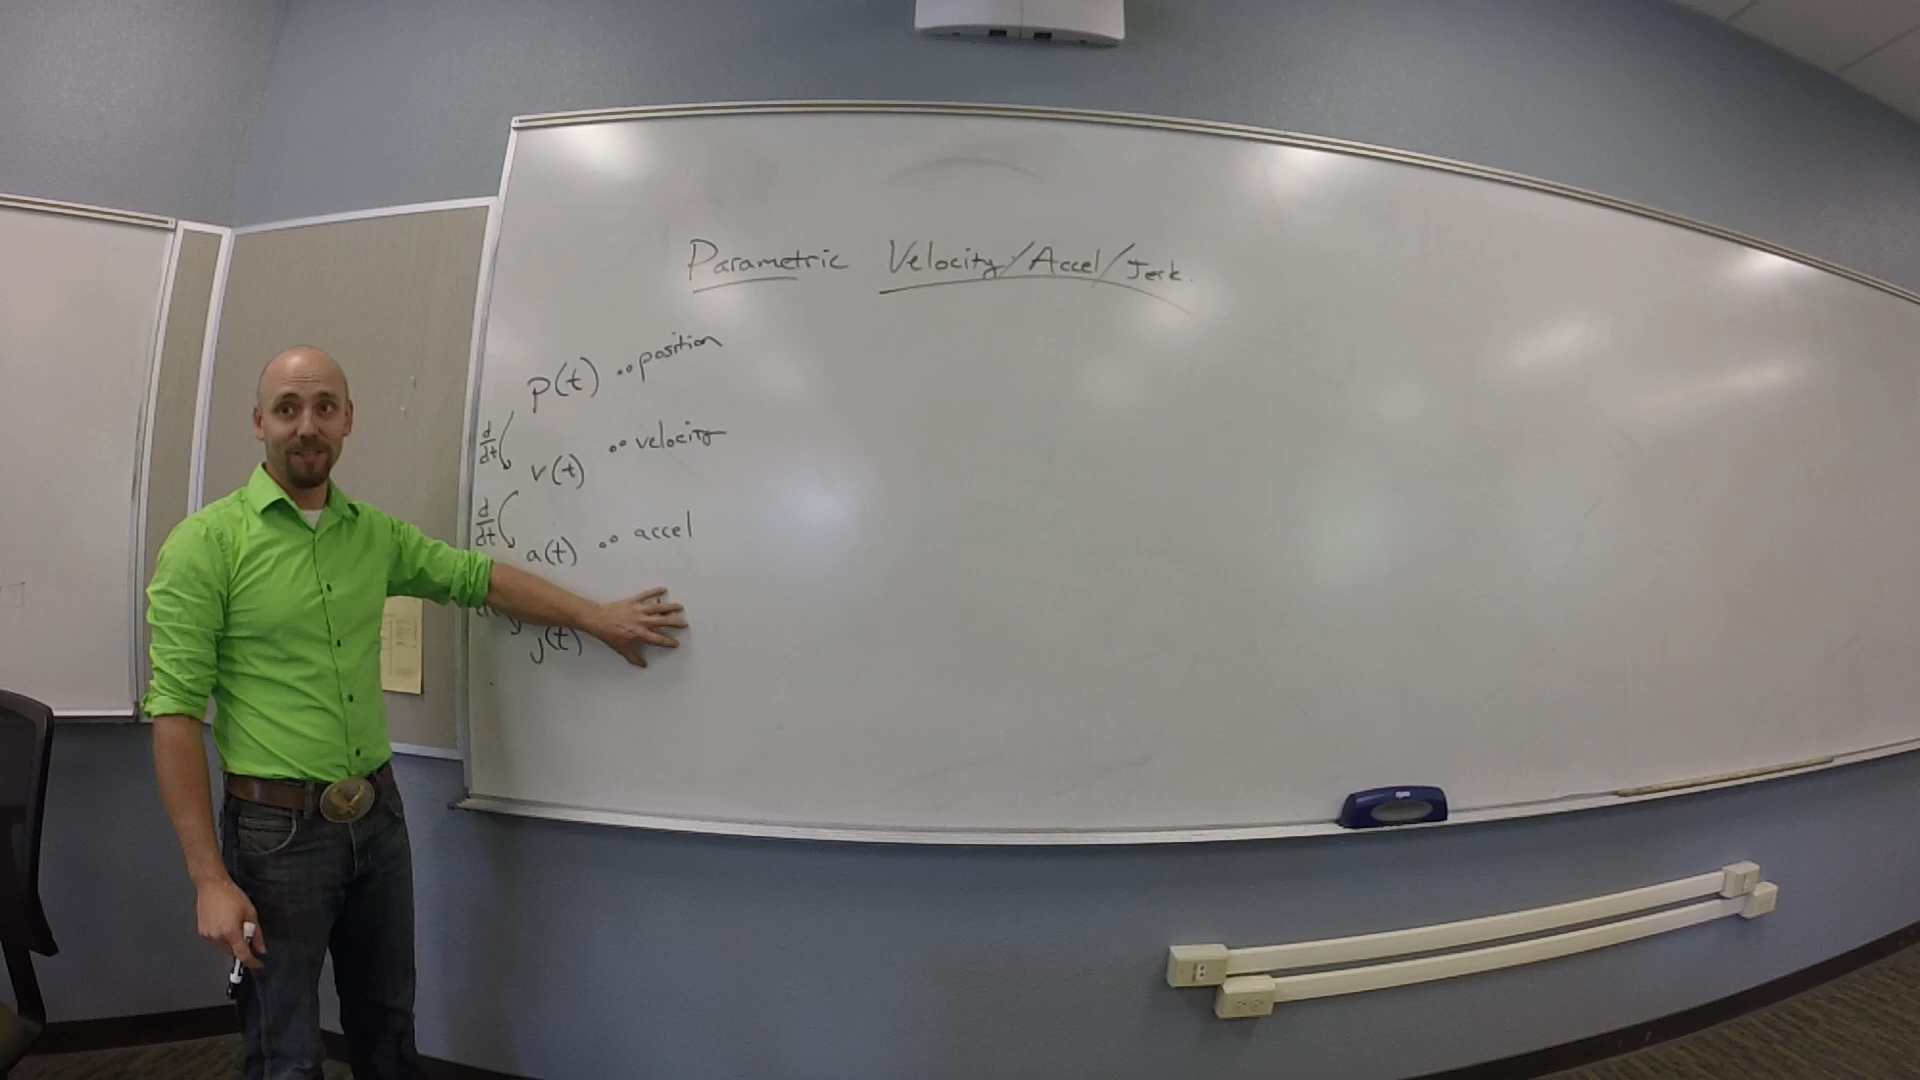 Parametric Velocity/Accel/Jerk.
p(t) .. position
d/dt
v(t) .. velocity
d/dt
a(t) .. accel
j(t)